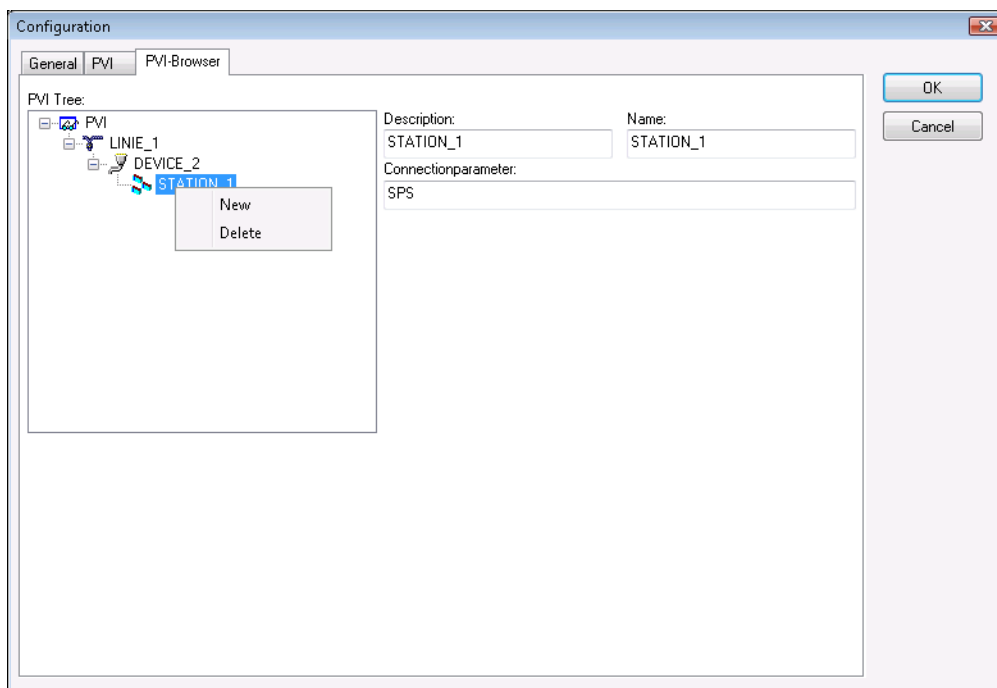 Configuration
General PVI PVI-Browser
OK
Cancel
PVI Tree:
PVI
LINIE_1
DEVICE_2
STATION_1
New
Delete
Description: Name:
STATION_1 STATION_1
Connectionparameter:
SPS